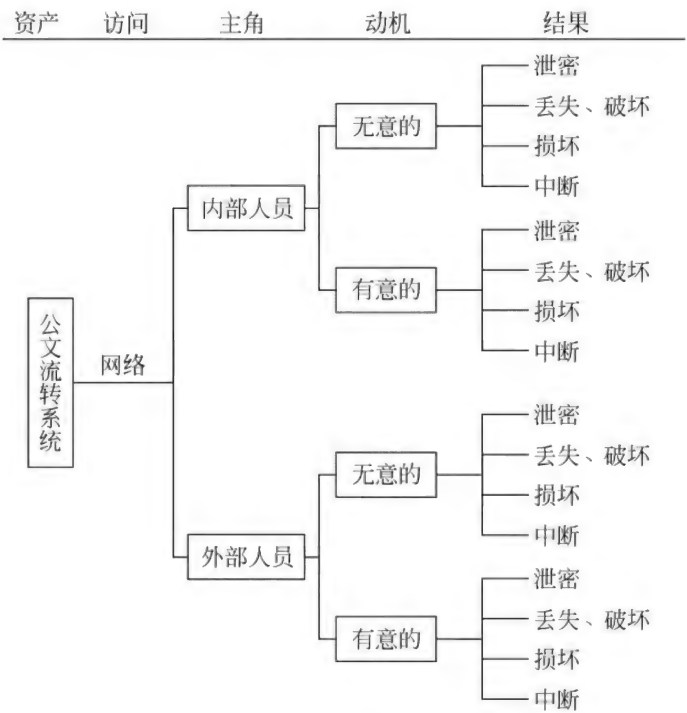 资产 访问 主角 动机 结果
公文流转系统
网络
内部人员
无意的
泄密
丢失、破坏
损坏
中断
有意的
泄密
丢失、破坏
损坏
中断
外部人员
无意的
泄密
丢失、破坏
损坏
中断
有意的
泄密
丢失、破坏
损坏
中断